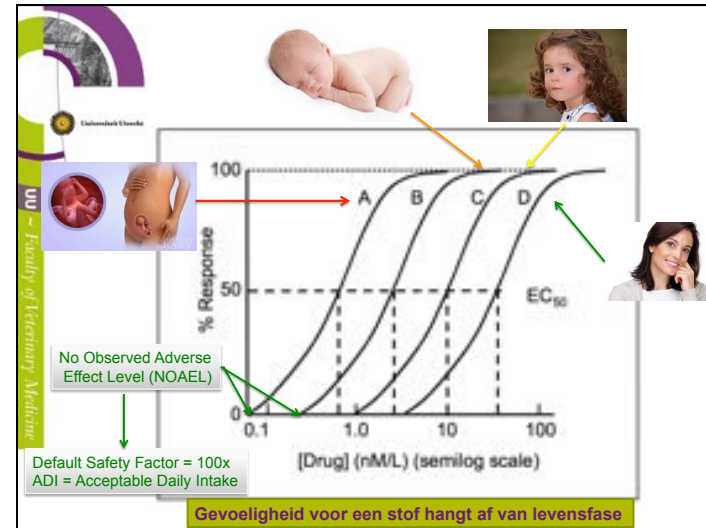 Universiteit Utrecht
nn ~ Faculty of Veterinary Medicine
100
A
B
C
D
% Response
50
EC50
No Observed Adverse
Effect Level (NOAEL)
0
0.1
1.0
10
100
[Drug] (nM/L) (semilog scale)
Default Safety Factor = 100x
ADI = Acceptable Daily Intake
Gevoeligheid voor een stof hangt af van levensfase